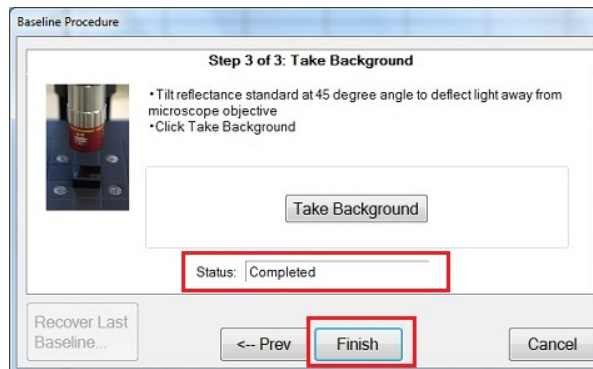 Baseline Procedure
Step 3 of 3: Take Background
•Tilt reflectance standard at 45 degree angle to deflect light away from
microscope objective
•Click Take Background
Take Background
Status: Completed
Recover Last
Baseline...
<-- Prev
Finish
Cancel